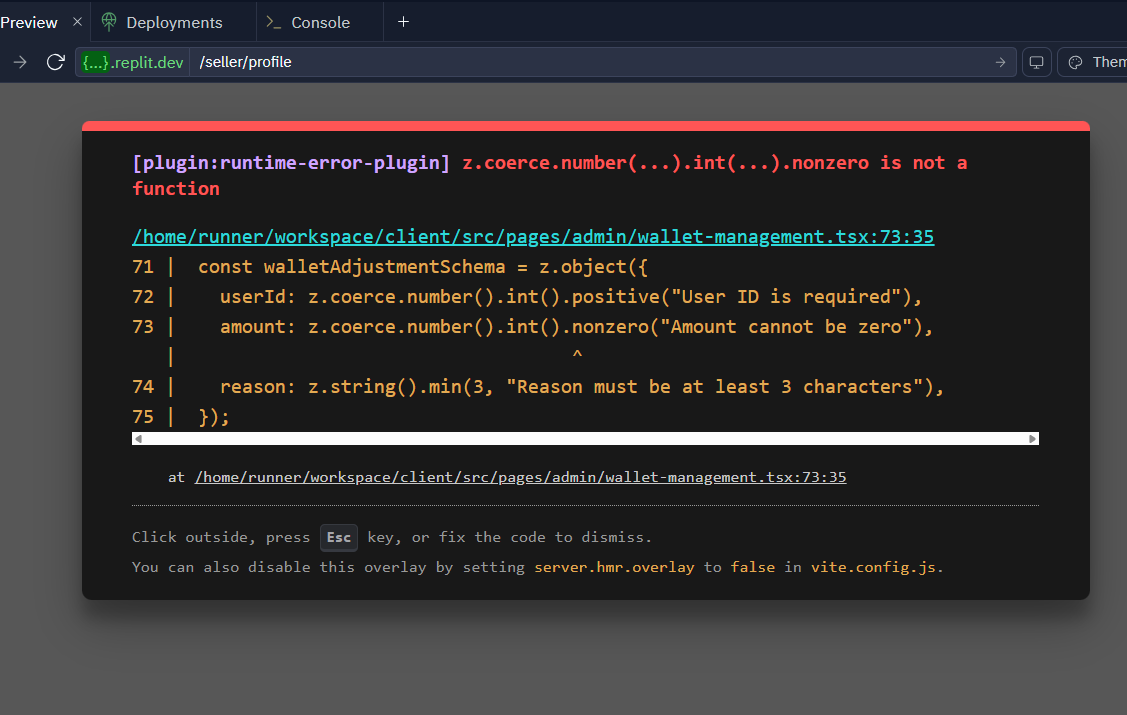 Preview × Deployments >_ Console +
{...}.replit.dev /seller/profile Them
[plugin:runtime-error-plugin] z.coerce.number(...).int(...).nonzero is not a
function
/home/runner/workspace/client/src/pages/admin/wallet-management.tsx:73:35
71 | const walletAdjustmentSchema = z.object({
72 | userId: z.coerce.number().int().positive("User ID is required"),
73 | amount: z.coerce.number().int().nonzero("Amount cannot be zero"),
| ^
74 | reason: z.string().min(3, "Reason must be at least 3 characters"),
75 | });
at /home/runner/workspace/client/src/pages/admin/wallet-management.tsx:73:35
Click outside, press Esc key, or fix the code to dismiss.
You can also disable this overlay by setting server.hmr.overlay to false in vite.config.js.